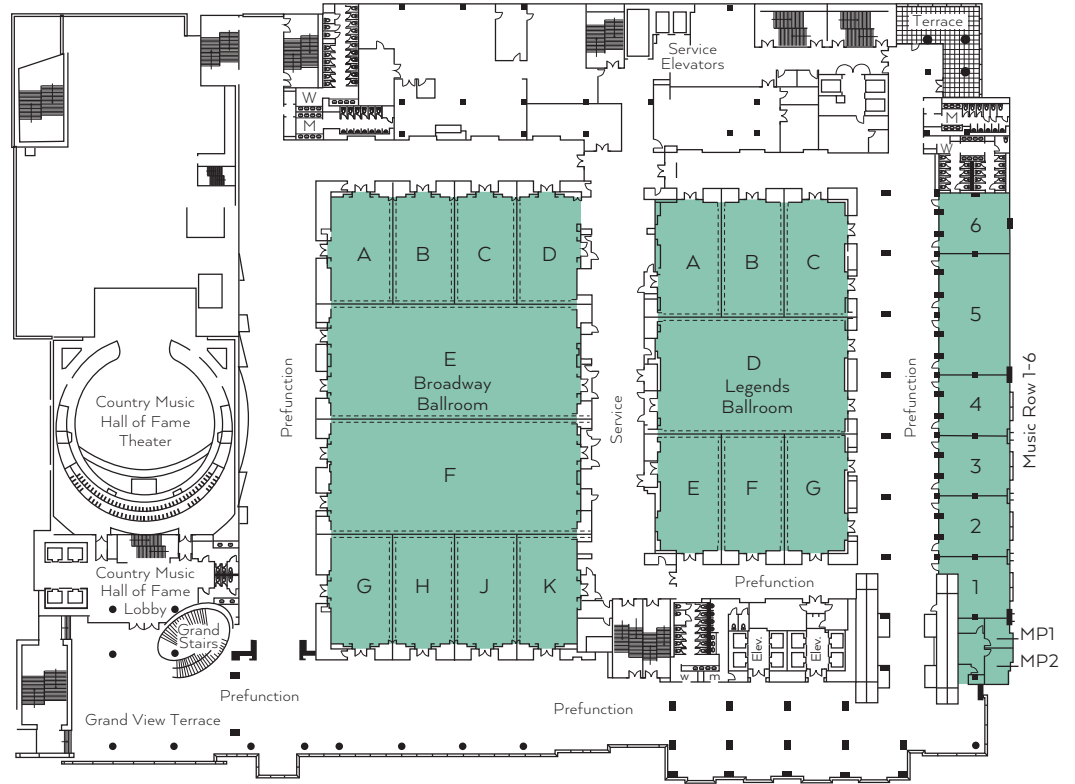 Terrace
Service
Elevators
W
M
M
W
A
B
C
D
A
B
C
6
5
4
3
2
1
E
Broadway
Ballroom
D
Legends
Ballroom
Country Music
Hall of Fame
Theater
Prefunction
Service
Prefunction
Music Row 1-6
F
E
F
G
G
H
J
K
Country Music
Hall of Fame
Lobby
Grand
Stairs
Prefunction
Elev.
Elev.
w
m
MP1
MP2
Prefunction
Prefunction
Grand View Terrace